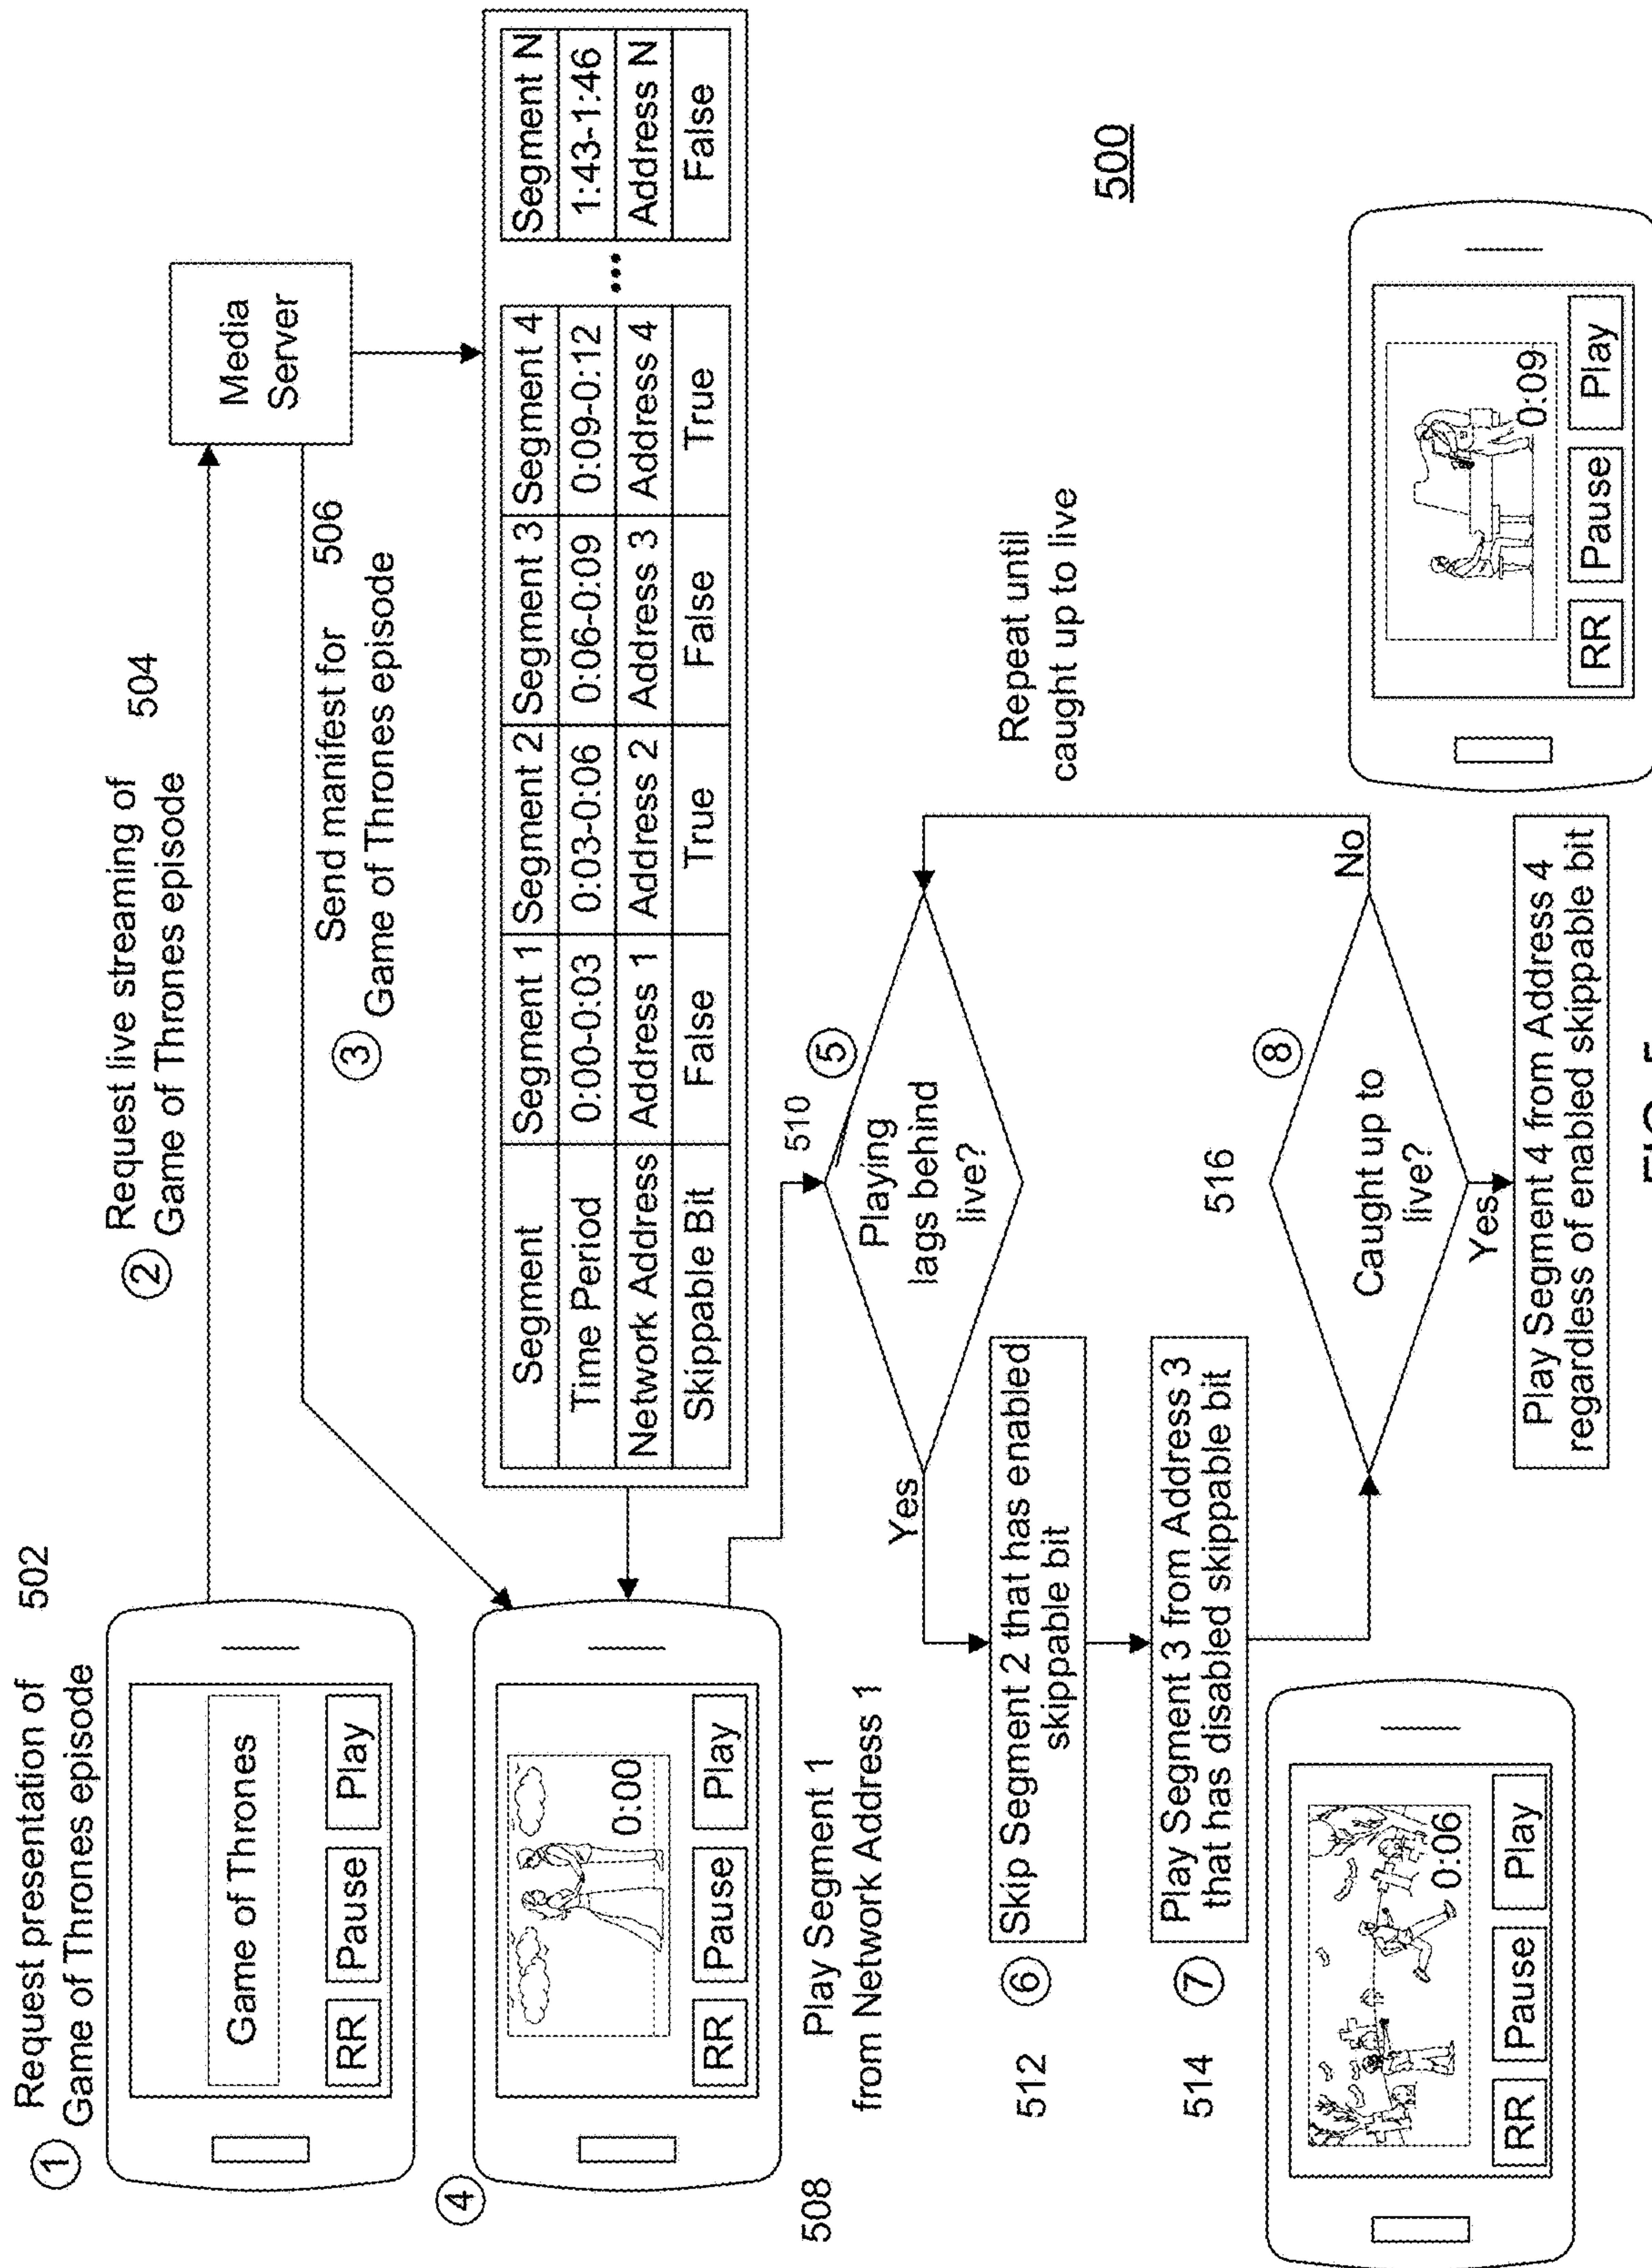 Request presentation of 502
① Game of Thrones episode
Game of Thrones
RR Pause Play
② Request live streaming of 504
Game of Thrones episode
Media
Server
Send manifest for 506
③ Game of Thrones episode
④
0:00
RR Pause Play
508
Play Segment 1
from Network Address 1
Segment Segment 1 Segment 2 Segment 3 Segment 4 ... Segment N
Time Period 0:00-0:03 0:03-0:06 0:06-0:09 0:09-0:12 1:43-1:46
Network Address Address 1 Address 2 Address 3 Address 4 Address N
Skippable Bit False True False True False
510
⑤
Playing
lags behind
live?
Yes
512 ⑥ Skip Segment 2 that has enabled
skippable bit
514 ⑦ Play Segment 3 from Address 3
that has disabled skippable bit
0:06
RR Pause Play
516
⑧
Caught up to
live?
No
Repeat until
caught up to live
Yes
Play Segment 4 from Address 4
regardless of enabled skippable bit
0:09
RR Pause Play
500